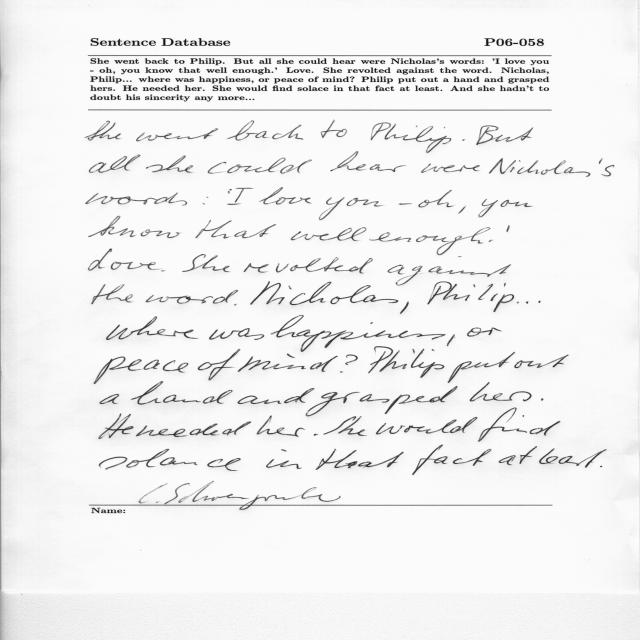 Sentence Database P06-058
She went back to Philip. But all she could hear were Nicholas's words: 'I love you
- oh, you know that well enough.' Love. She revolted against the word. Nicholas,
Philip... where was happiness, or peace of mind? Philip put out a hand and grasped
hers. He needed her. She would find solace in that fact at least. And she hadn't to
doubt his sincerity any more...
She went back to Philip. But
all she could hear were Nicholas's
words: 'I love you - oh, you
know that well enough.'
Love. She revolted against
the word. Nicholas, Philip...
where was happiness, or
peace of mind? Philip put out
a hand and grasped hers.
He needed her. She would find
solance in that fact at least.
Name: